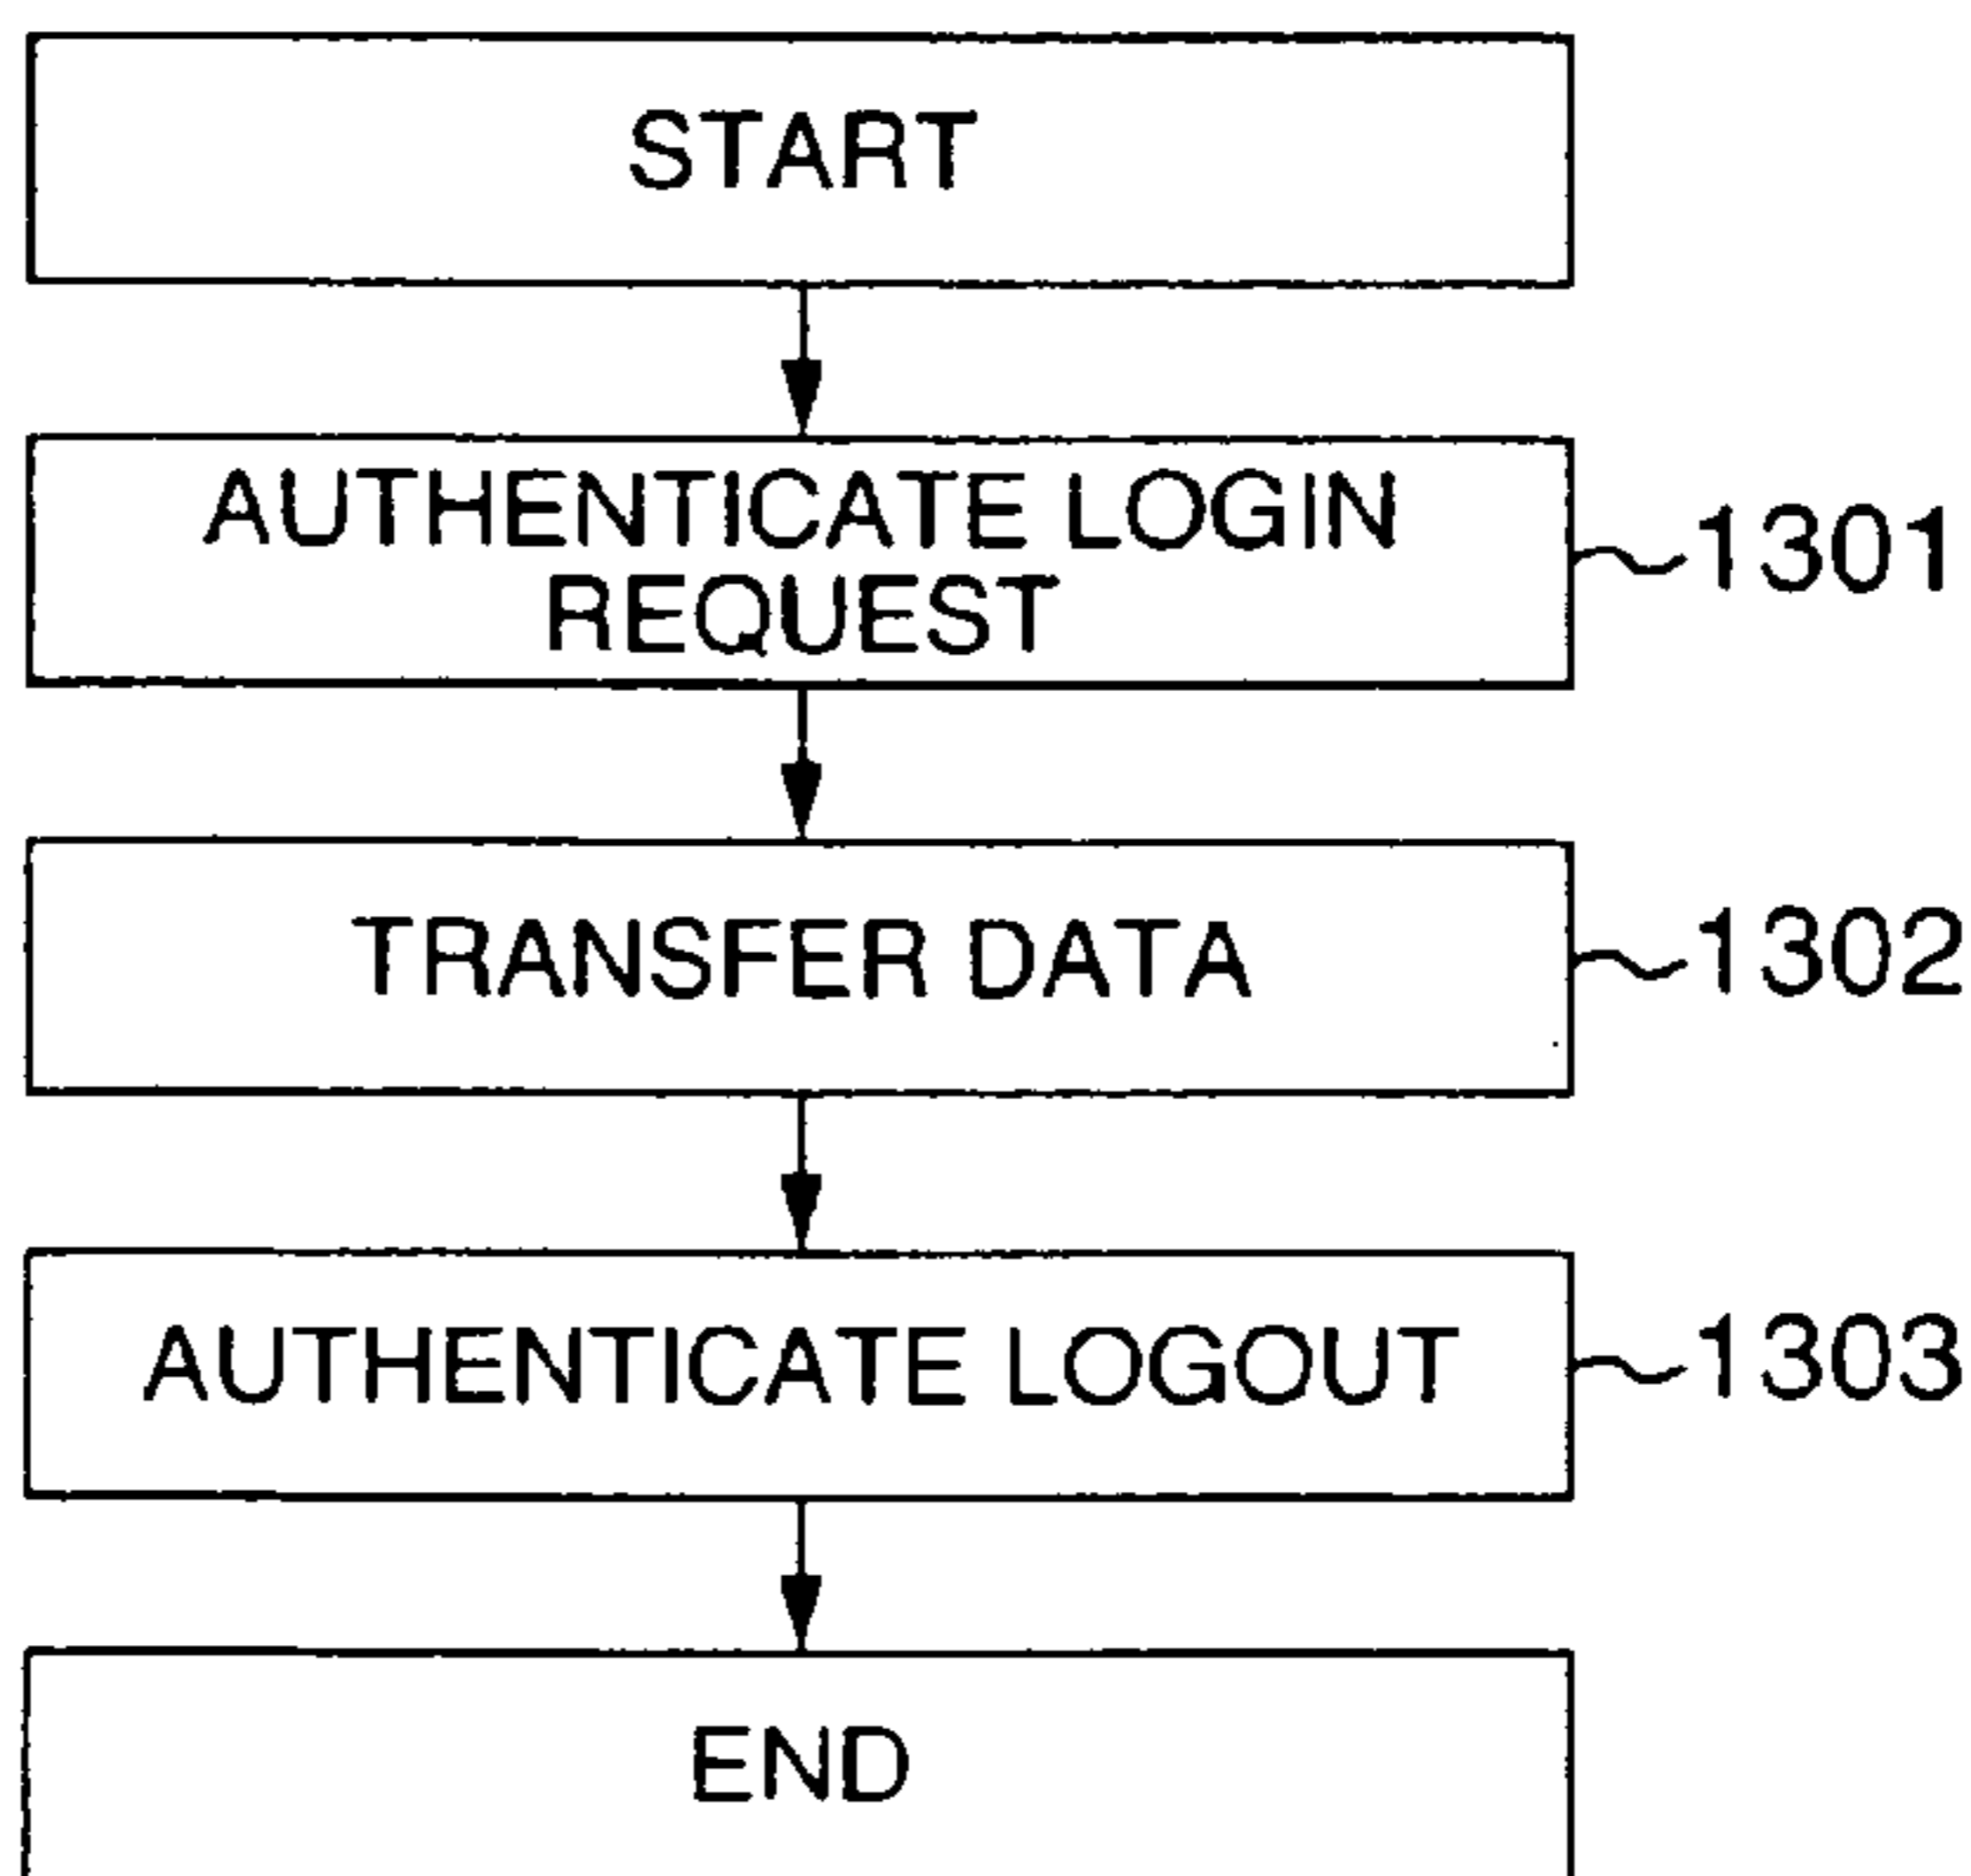 START
AUTHENTICATE LOGIN
REQUEST
1301
TRANSFER DATA
1302
AUTHENTICATE LOGOUT
1303
END